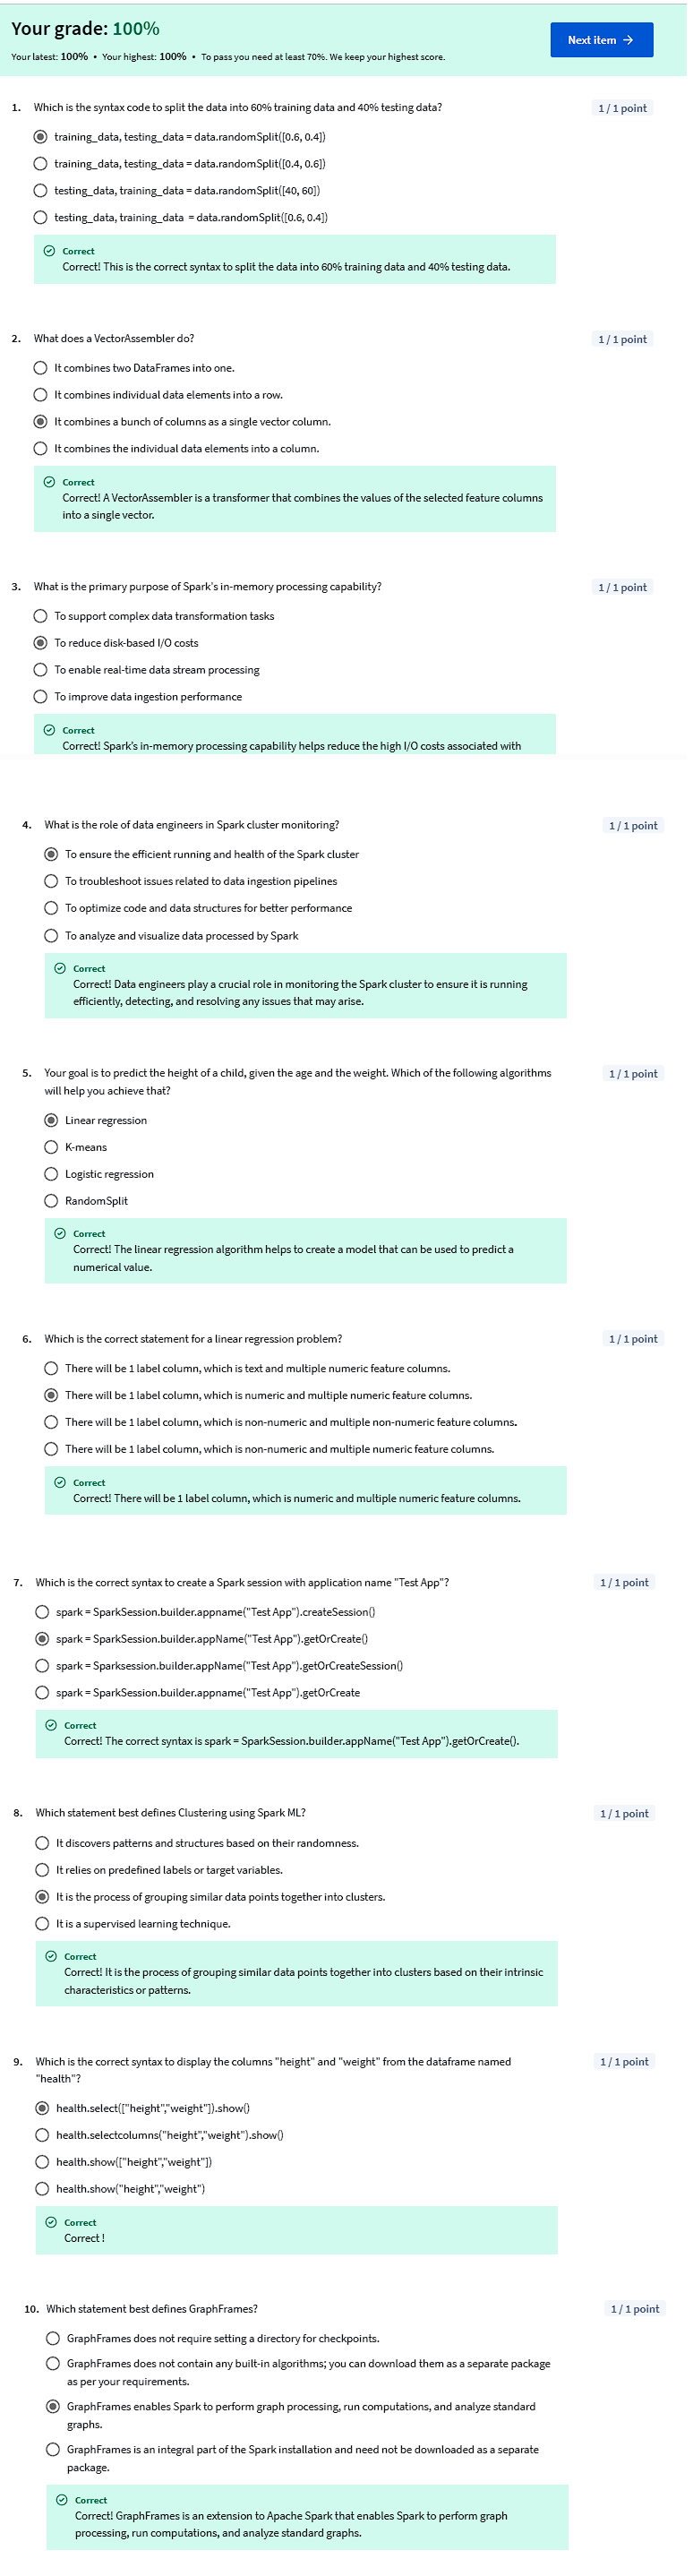 Your grade: 100%
Your latest: 100% • Your highest: 100% • To pass you need at least 70%. We keep your highest score.
Next item →
1. Which is the syntax code to split the data into 60% training data and 40% testing data?
1 / 1 point
training_data, testing_data = data.randomSplit([0.6, 0.4])
training_data, testing_data = data.randomSplit([0.4, 0.6])
testing_data, training_data = data.randomSplit([40, 60])
testing_data, training_data = data.randomSplit([0.6, 0.4])
Correct
Correct! This is the correct syntax to split the data into 60% training data and 40% testing data.
2. What does a VectorAssembler do?
1 / 1 point
It combines two DataFrames into one.
It combines individual data elements into a row.
It combines a bunch of columns as a single vector column.
It combines the individual data elements into a column.
Correct
Correct! A VectorAssembler is a transformer that combines the values of the selected feature columns
into a single vector.
3. What is the primary purpose of Spark's in-memory processing capability?
1 / 1 point
To support complex data transformation tasks
To reduce disk-based I/O costs
To enable real-time data stream processing
To improve data ingestion performance
Correct
Correct! Spark's in-memory processing capability helps reduce the high I/O costs associated with
4. What is the role of data engineers in Spark cluster monitoring?
1 / 1 point
To ensure the efficient running and health of the Spark cluster
To troubleshoot issues related to data ingestion pipelines
To optimize code and data structures for better performance
To analyze and visualize data processed by Spark
Correct
Correct! Data engineers play a crucial role in monitoring the Spark cluster to ensure it is running
efficiently, detecting, and resolving any issues that may arise.
5. Your goal is to predict the height of a child, given the age and the weight. Which of the following algorithms
will help you achieve that?
1 / 1 point
Linear regression
K-means
Logistic regression
RandomSplit
Correct
Correct! The linear regression algorithm helps to create a model that can be used to predict a
numerical value.
6. Which is the correct statement for a linear regression problem?
1 / 1 point
There will be 1 label column, which is text and multiple numeric feature columns.
There will be 1 label column, which is numeric and multiple numeric feature columns.
There will be 1 label column, which is non-numeric and multiple non-numeric feature columns.
There will be 1 label column, which is non-numeric and multiple numeric feature columns.
Correct
Correct! There will be 1 label column, which is numeric and multiple numeric feature columns.
7. Which is the correct syntax to create a Spark session with application name "Test App"?
1 / 1 point
spark = SparkSession.builder.appname("Test App").createSession()
spark = SparkSession.builder.appName("Test App").getOrCreate()
spark = Sparksession.builder.appName("Test App").getOrCreateSession()
spark = SparkSession.builder.appname("Test App").getOrCreate
Correct
Correct! The correct syntax is spark = SparkSession.builder.appName("Test App").getOrCreate().
8. Which statement best defines Clustering using Spark ML?
1 / 1 point
It discovers patterns and structures based on their randomness.
It relies on predefined labels or target variables.
It is the process of grouping similar data points together into clusters.
It is a supervised learning technique.
Correct
Correct! It is the process of grouping similar data points together into clusters based on their intrinsic
characteristics or patterns.
9. Which is the correct syntax to display the columns "height" and "weight" from the dataframe named
"health"?
1 / 1 point
health.select(["height","weight"]).show()
health.selectcolumns("height","weight").show()
health.show(["height","weight"])
health.show("height","weight")
Correct
Correct !
10. Which statement best defines GraphFrames?
1 / 1 point
GraphFrames does not require setting a directory for checkpoints.
GraphFrames does not contain any built-in algorithms; you can download them as a separate package
as per your requirements.
GraphFrames enables Spark to perform graph processing, run computations, and analyze standard
graphs.
GraphFrames is an integral part of the Spark installation and need not be downloaded as a separate
package.
Correct
Correct! GraphFrames is an extension to Apache Spark that enables Spark to perform graph
processing, run computations, and analyze standard graphs.